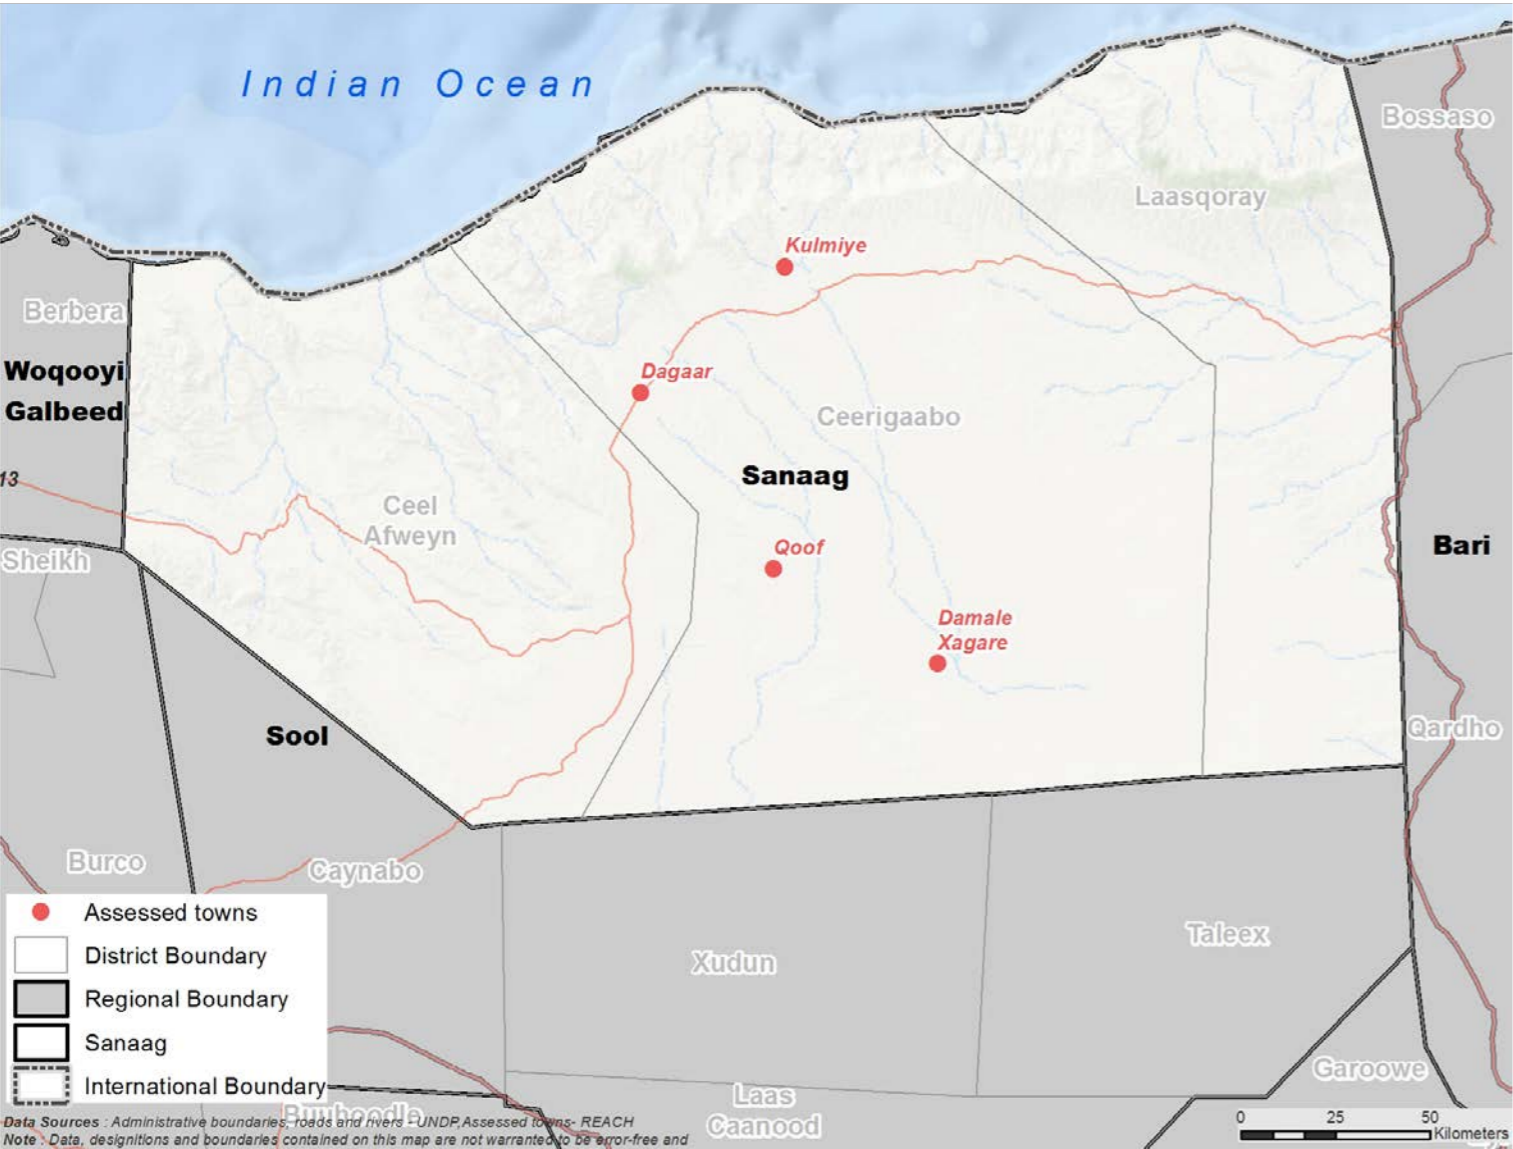 Indian Ocean
Bossaso
Laasqoray
Kulmiye
Berbera
Woqooyi
Galbeed
Dagaar
Ceerigaabo
Sanaag
13
Ceel
Afweyn
Qoof
Bari
Sheikh
Damale
Xagare
Sool
Qardho
Burco
Caynabo
Assessed towns
District Boundary
Regional Boundary
Sanaag
International Boundary
Taleex
Xudun
Garoowe
Laas
Caanood
Buuhoodle
Data Sources : Administrative boundaries, roads and rivers - UNDP,Assessed towns- REACH
Note : Data, designitions and boundaries contained on this map are not warranted to be error-free and
0 25 50
Kilometers